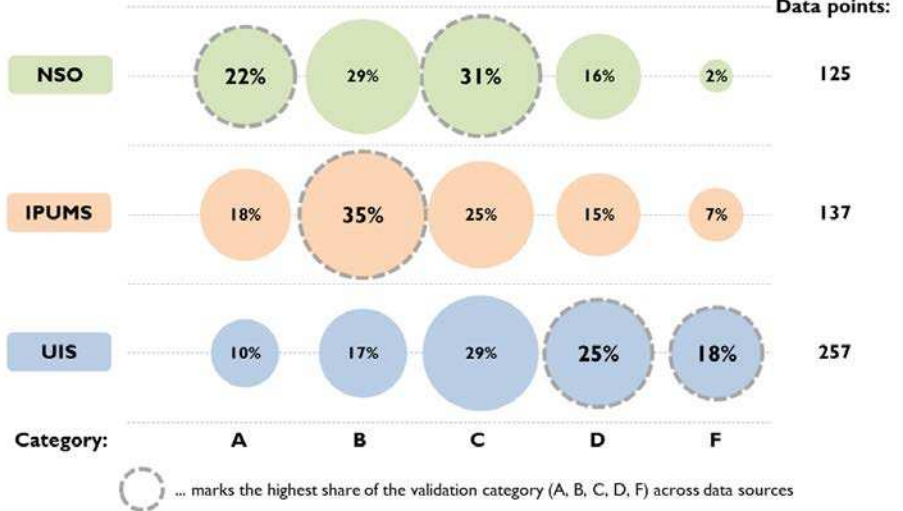 Data points:
NSO 22% 29% 31% 16% 2% 125
IPUMS 18% 35% 25% 15% 7% 137
UIS 10% 17% 29% 25% 18% 257
Category: A B C D F
... marks the highest share of the validation category (A, B, C, D, F) across data sources